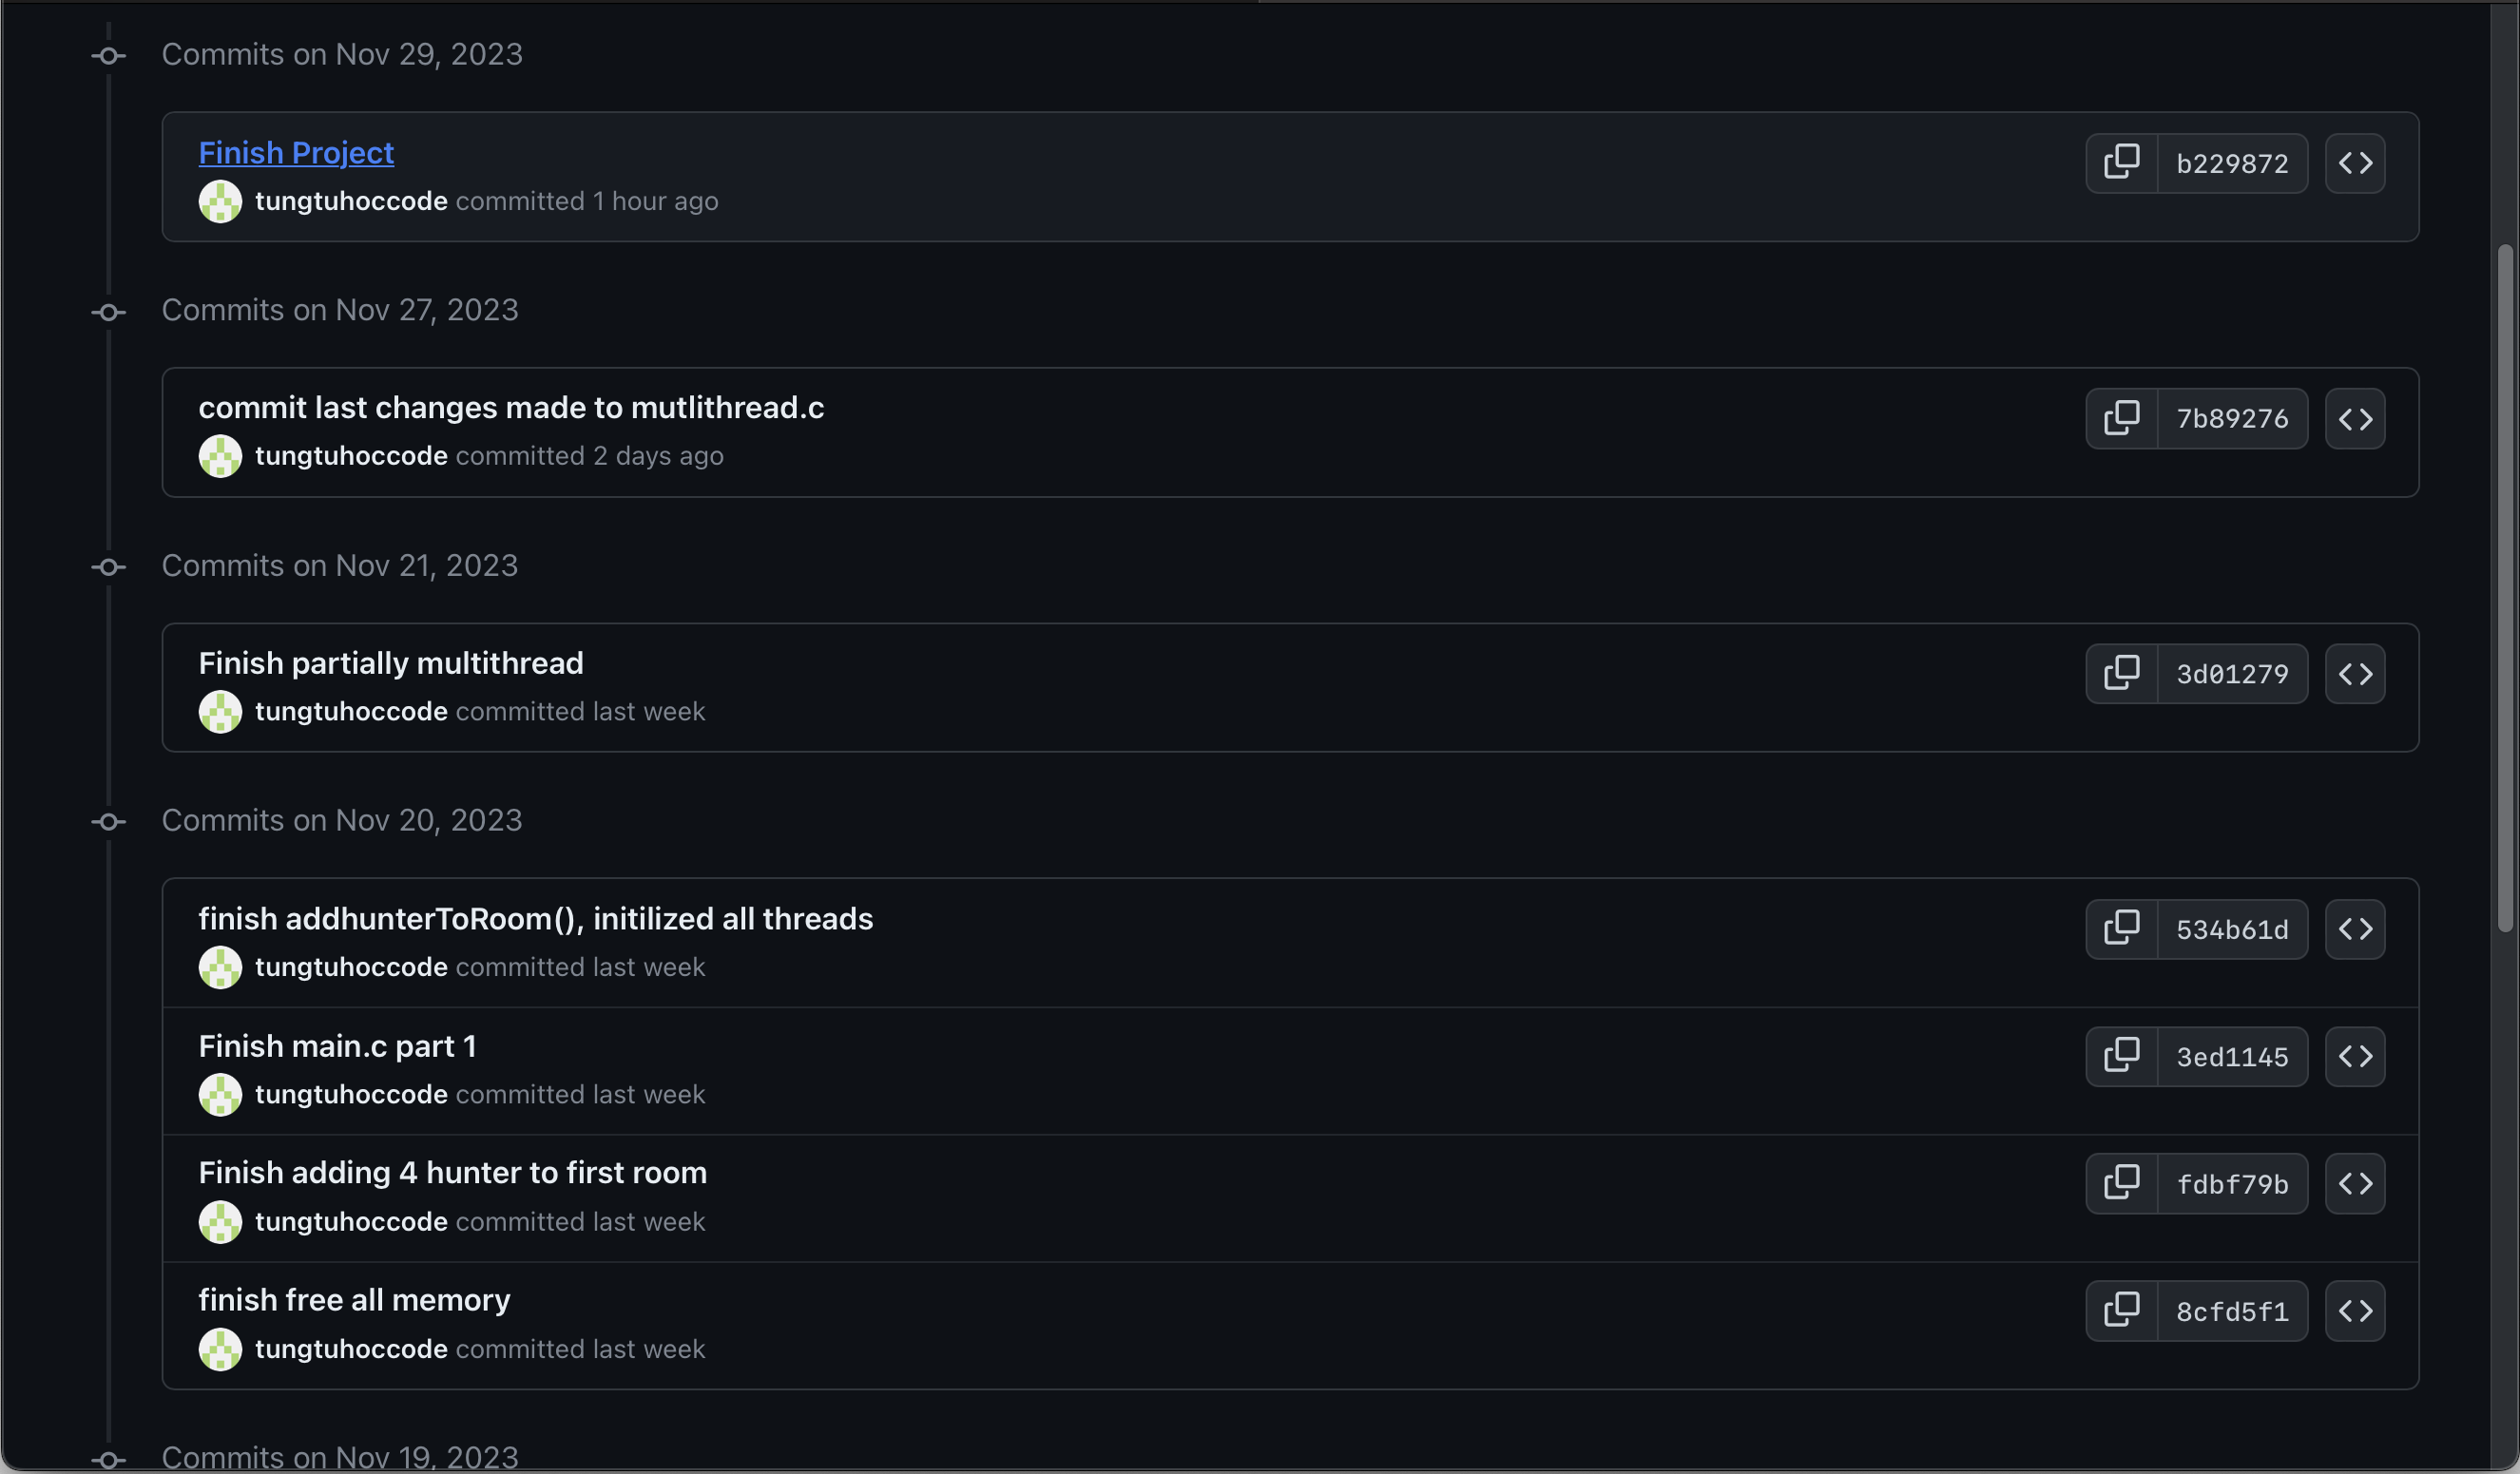 Commits on Nov 29, 2023
Finish Project
b229872
tungtuhoccode committed 1 hour ago
Commits on Nov 27, 2023
commit last changes made to mutlithread.c
7b89276
tungtuhoccode committed 2 days ago
Commits on Nov 21, 2023
Finish partially multithread
3d01279
tungtuhoccode committed last week
Commits on Nov 20, 2023
finish addhunterToRoom(), initilized all threads
534b61d
tungtuhoccode committed last week
Finish main.c part 1
3ed1145
tungtuhoccode committed last week
Finish adding 4 hunter to first room
fdbf79b
tungtuhoccode committed last week
finish free all memory
8cfd5f1
tungtuhoccode committed last week
Commits on Nov 19, 2023